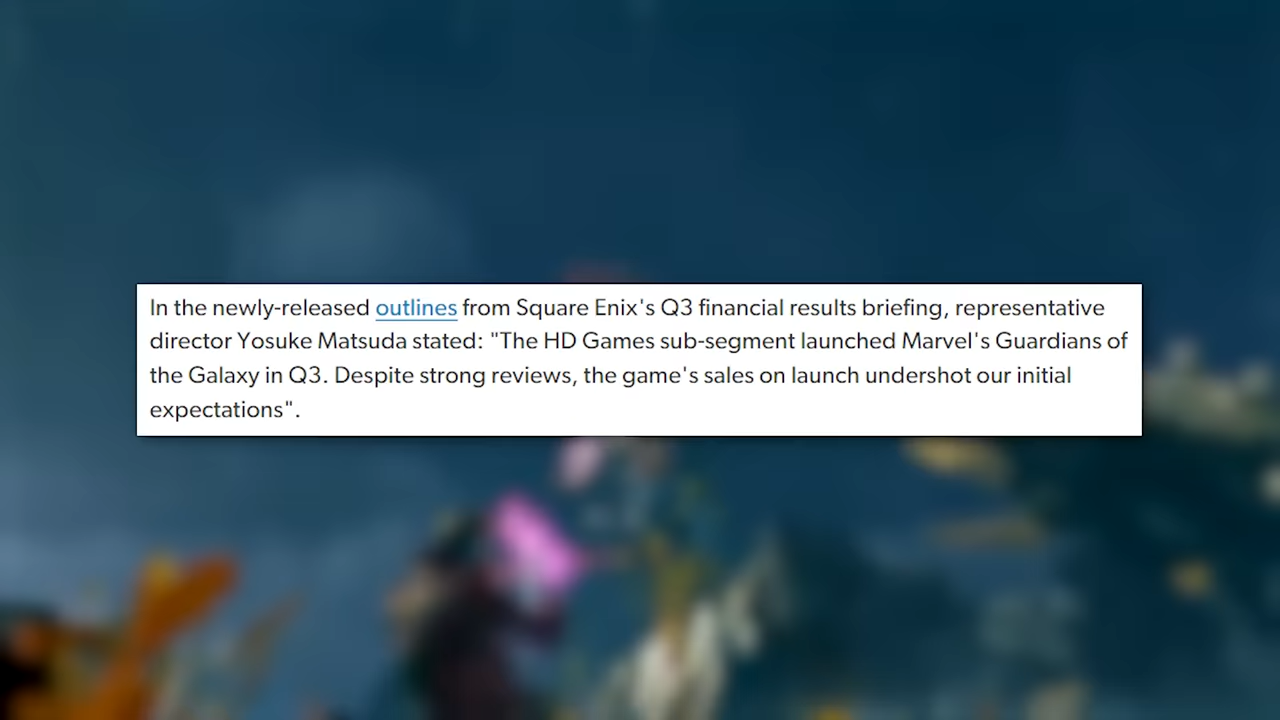 In the newly-released outlines from Square Enix's Q3 financial results briefing, representative
director Yosuke Matsuda stated: "The HD Games sub-segment launched Marvel's Guardians of
the Galaxy in Q3. Despite strong reviews, the game's sales on launch undershot our initial
expectations".